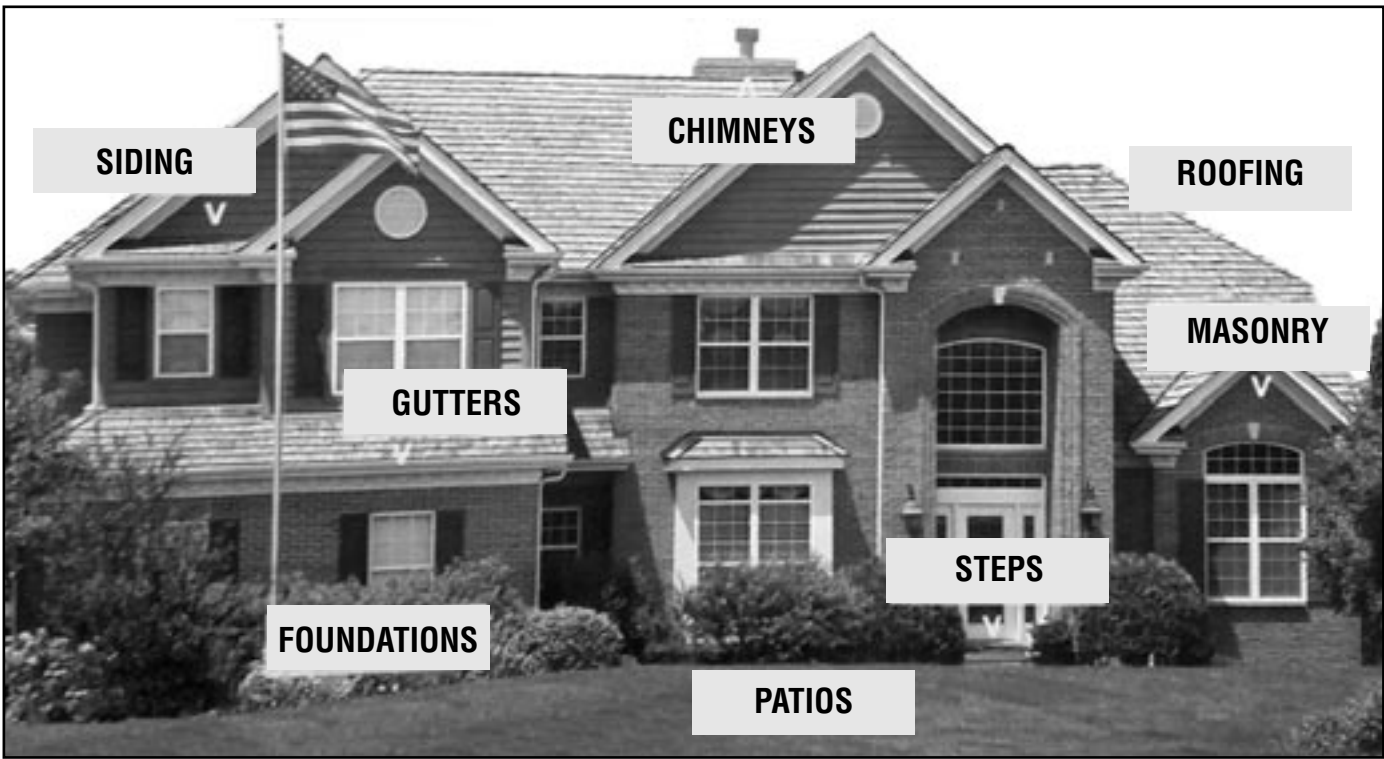 CHIMNEYS
SIDING
ROOFING
MASONRY
GUTTERS
STEPS
FOUNDATIONS
PATIOS